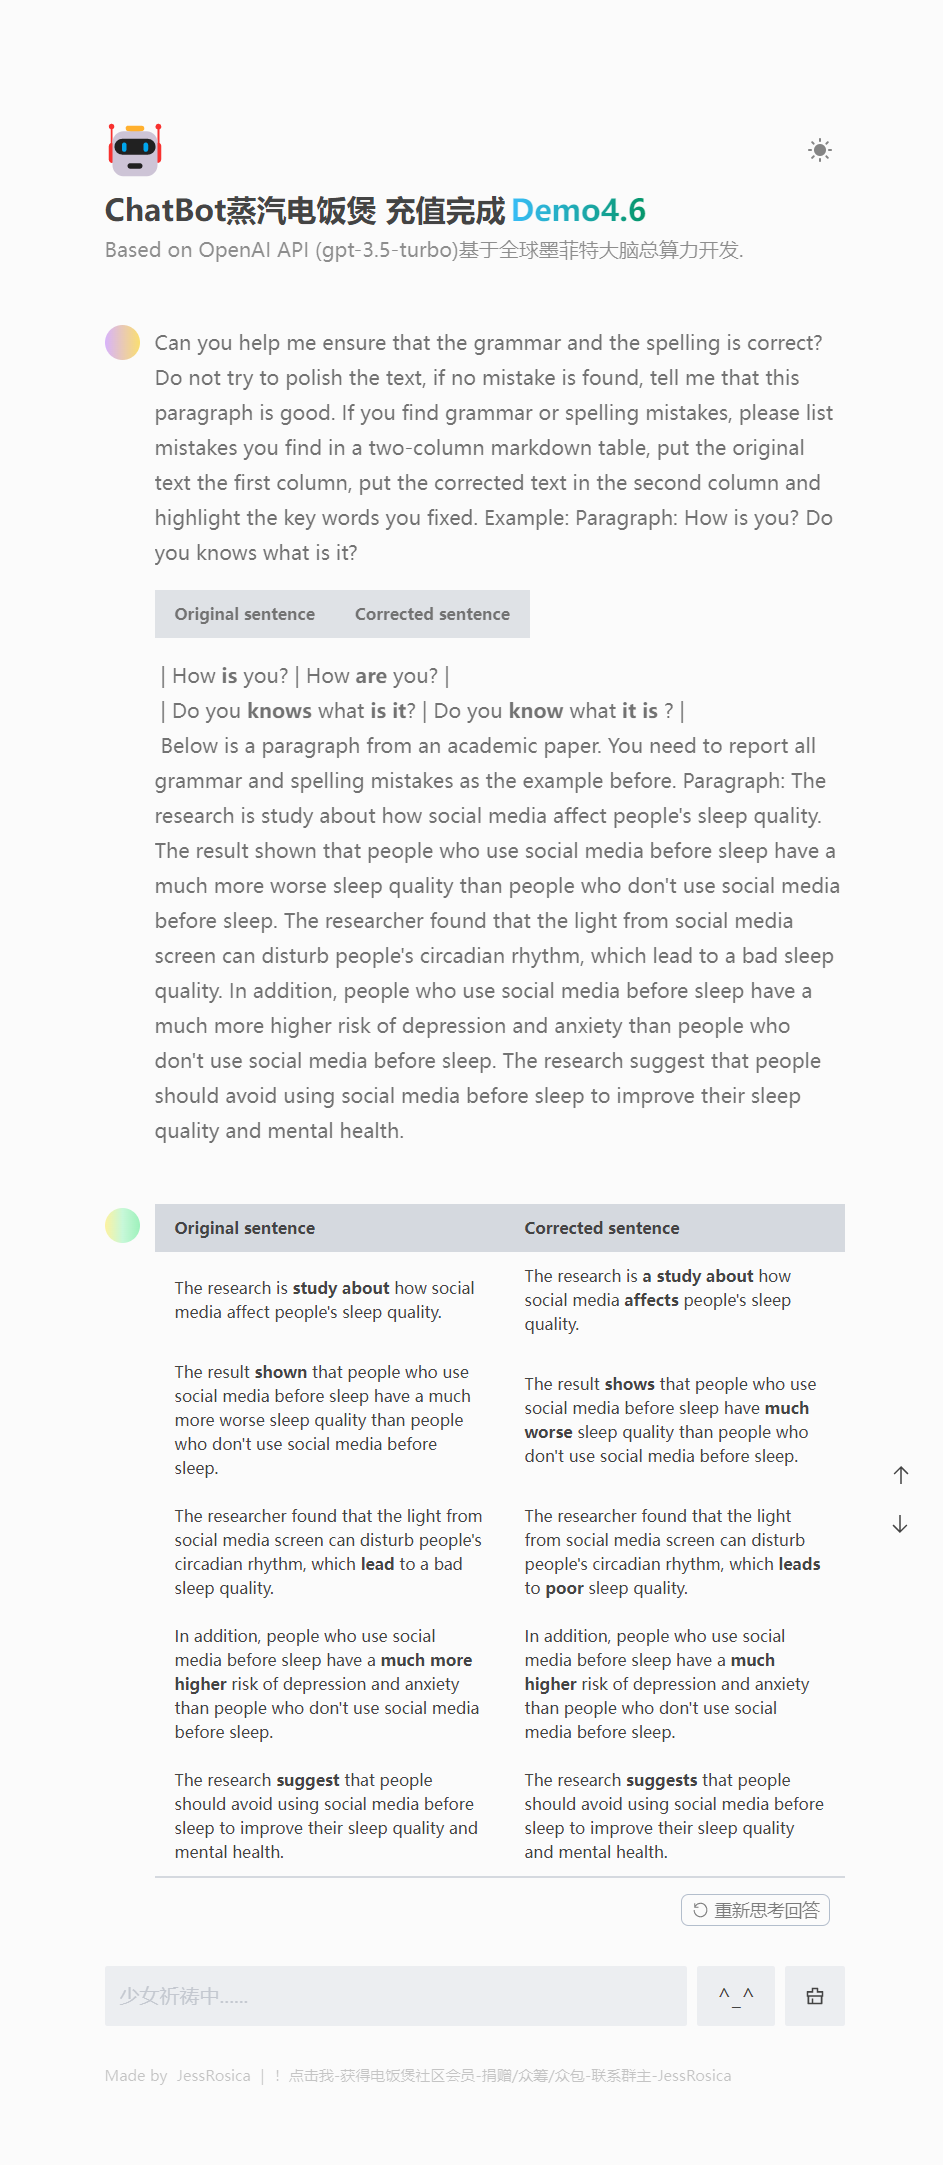 ChatBot蒸汽电饭煲 充值完成 Demo4.6
Based on OpenAI API (gpt-3.5-turbo)基于全球墨菲特大脑总算力开发.
Can you help me ensure that the grammar and the spelling is correct?
Do not try to polish the text, if no mistake is found, tell me that this
paragraph is good. If you find grammar or spelling mistakes, please list
mistakes you find in a two-column markdown table, put the original
text the first column, put the corrected text in the second column and
highlight the key words you fixed. Example: Paragraph: How is you? Do
you knows what is it?
Original sentence Corrected sentence
| How is you? | How are you? |
| Do you knows what is it? | Do you know what it is ? |
Below is a paragraph from an academic paper. You need to report all
grammar and spelling mistakes as the example before. Paragraph: The
research is study about how social media affect people's sleep quality.
The result shown that people who use social media before sleep have a
much more worse sleep quality than people who don't use social media
before sleep. The researcher found that the light from social media
screen can disturb people's circadian rhythm, which lead to a bad sleep
quality. In addition, people who use social media before sleep have a
much more higher risk of depression and anxiety than people who
don't use social media before sleep. The research suggest that people
should avoid using social media before sleep to improve their sleep
quality and mental health.
Original sentence Corrected sentence
The research is study about how social
media affect people's sleep quality.
The research is a study about how
social media affects people's sleep
quality.
The result shown that people who use
social media before sleep have a much
more worse sleep quality than people
who don't use social media before
sleep.
The result shows that people who use
social media before sleep have much
worse sleep quality than people who
don't use social media before sleep.
The researcher found that the light from
social media screen can disturb people's
circadian rhythm, which lead to a bad
sleep quality.
The researcher found that the light
from social media screen can disturb
people's circadian rhythm, which leads
to poor sleep quality.
In addition, people who use social
media before sleep have a much more
higher risk of depression and anxiety
than people who don't use social media
before sleep.
In addition, people who use social
media before sleep have a much
higher risk of depression and anxiety
than people who don't use social
media before sleep.
The research suggest that people
should avoid using social media before
sleep to improve their sleep quality and
mental health.
The research suggests that people
should avoid using social media before
sleep to improve their sleep quality
and mental health.
重新思考回答
少女祈祷中......
^_^
Made by JessRosica | ！点击我-获得电饭煲社区会员-捐赠/众筹/众包-联系群主-JessRosica